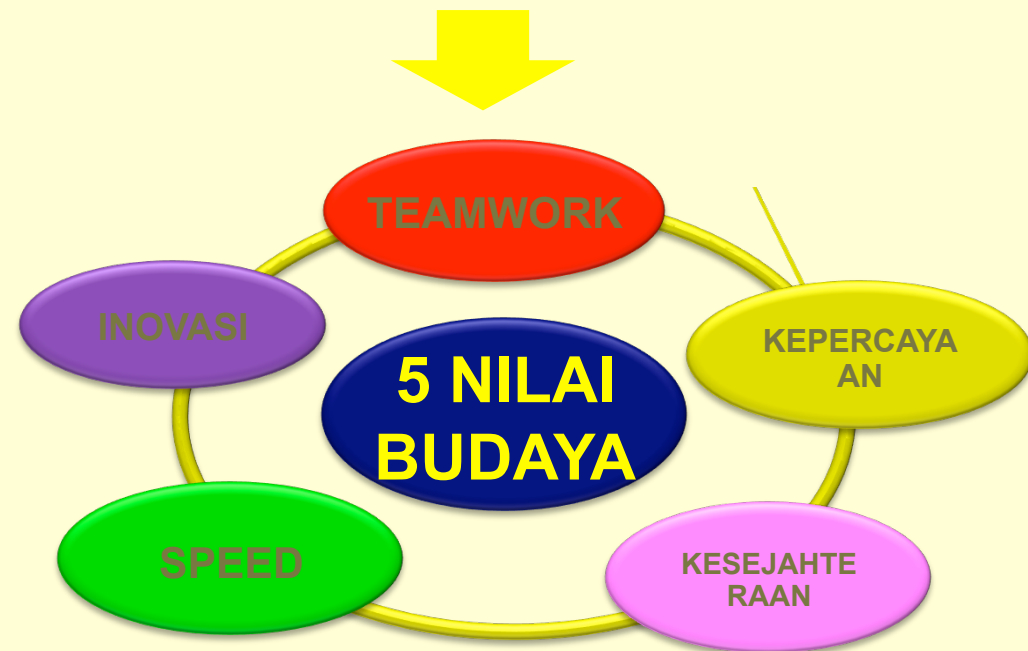 TEAMWORK
INOVASI
KEPERCAYA
AN
5 NILAI
BUDAYA
SPEED
KESEJAHTE
RAAN